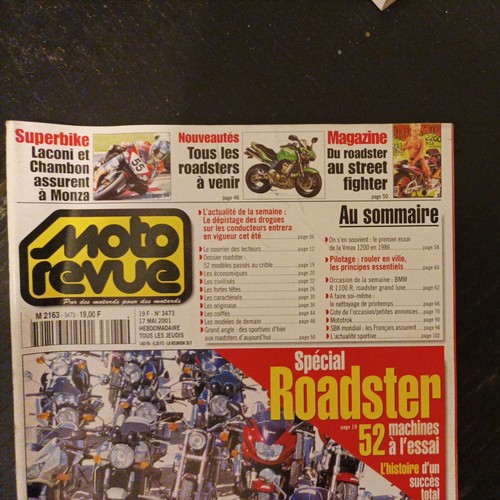 Superbike
Laconi et
Chambon
assurent
à Monza
55
page 94
Nouveautés
Tous les
roadsters
à venir
page 46
Magazine
Du roadster
au street
fighter
page 50
Moto
revue
Par des motards pour des motards
M 2163 - 3473 - 19,00 F
19 F - N° 3473
17 MAI 2001
HEBDOMADAIRE
TOUS LES JEUDIS
L'actualité de la semaine :
Le dépistage des drogues
sur les conducteurs entrera
en vigueur cet été page 06
Le courrier des lecteurs page 12
Dossier roadster :
52 modèles passés au crible page 19
Les économiques page 20
Les civilisés page 22
Les fortes têtes page 26
Les caractériels page 30
Les originaux page 36
Les coiffés page 44
Les modèles de demain page 46
Grand angle : des sportives d'hier
aux roadsters d'aujourd'hui page 50
Au sommaire
On s'en souvient : le premier essai
de la Vmax 1200 en 1986 page 58
Pilotage : rouler en ville,
les principes essentiels page 60
Occasion de la semaine : BMW
R 1100 R, roadster grand luxe page 62
A faire soi-même :
le nettoyage de printemps page 66
Cote de l'occasion/petites annonces page 70
Mototrek page 90
SBK mondial : les Français assurent page 94
L'actualité sportive page 102
Spécial
Roadster
page 19 52 machines
à l'essai
L'histoire d'un
succès
total